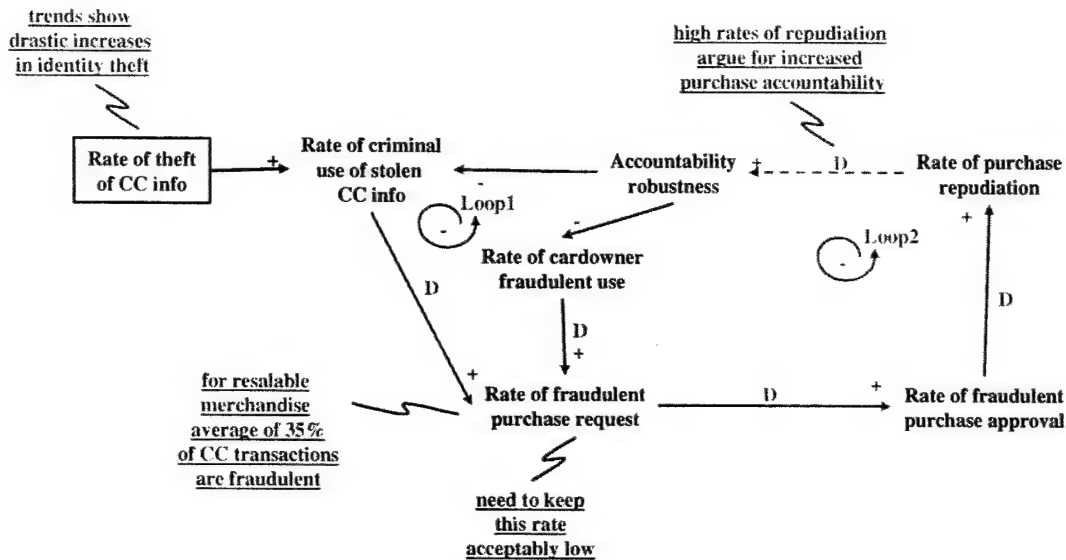 trends show
drastic increases
in identity theft
high rates of repudiation
argue for increased
purchase accountability
Rate of theft
of CC info
+
Rate of criminal
use of stolen
CC info
-
Accountability
robustness
+
D
Rate of purchase
repudiation
+
Loop1
-
-
Rate of cardowner
fraudulent use
Loop2
-
D
D
+
D
+
for resalable
merchandise
average of 35%
of CC transactions
are fraudulent
Rate of fraudulent
purchase request
D
+
Rate of fraudulent
purchase approval
need to keep
this rate
acceptably low